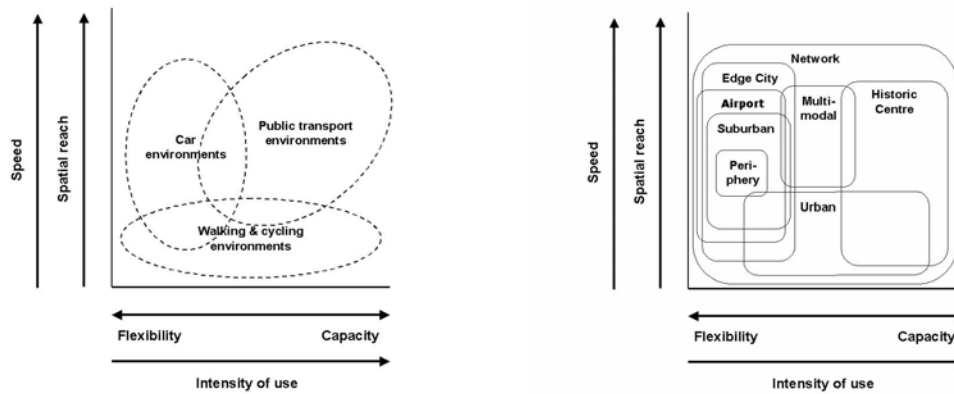 Speed
Spatial reach
Car
environments
Public transport
environments
Walking & cycling
environments
Flexibility
Capacity
Intensity of use
Speed
Spatial reach
Network
Edge City
Airport
Suburban
Peri-
phery
Multi-
modal
Historic
Centre
Urban
Flexibility
Capacity
Intensity of use